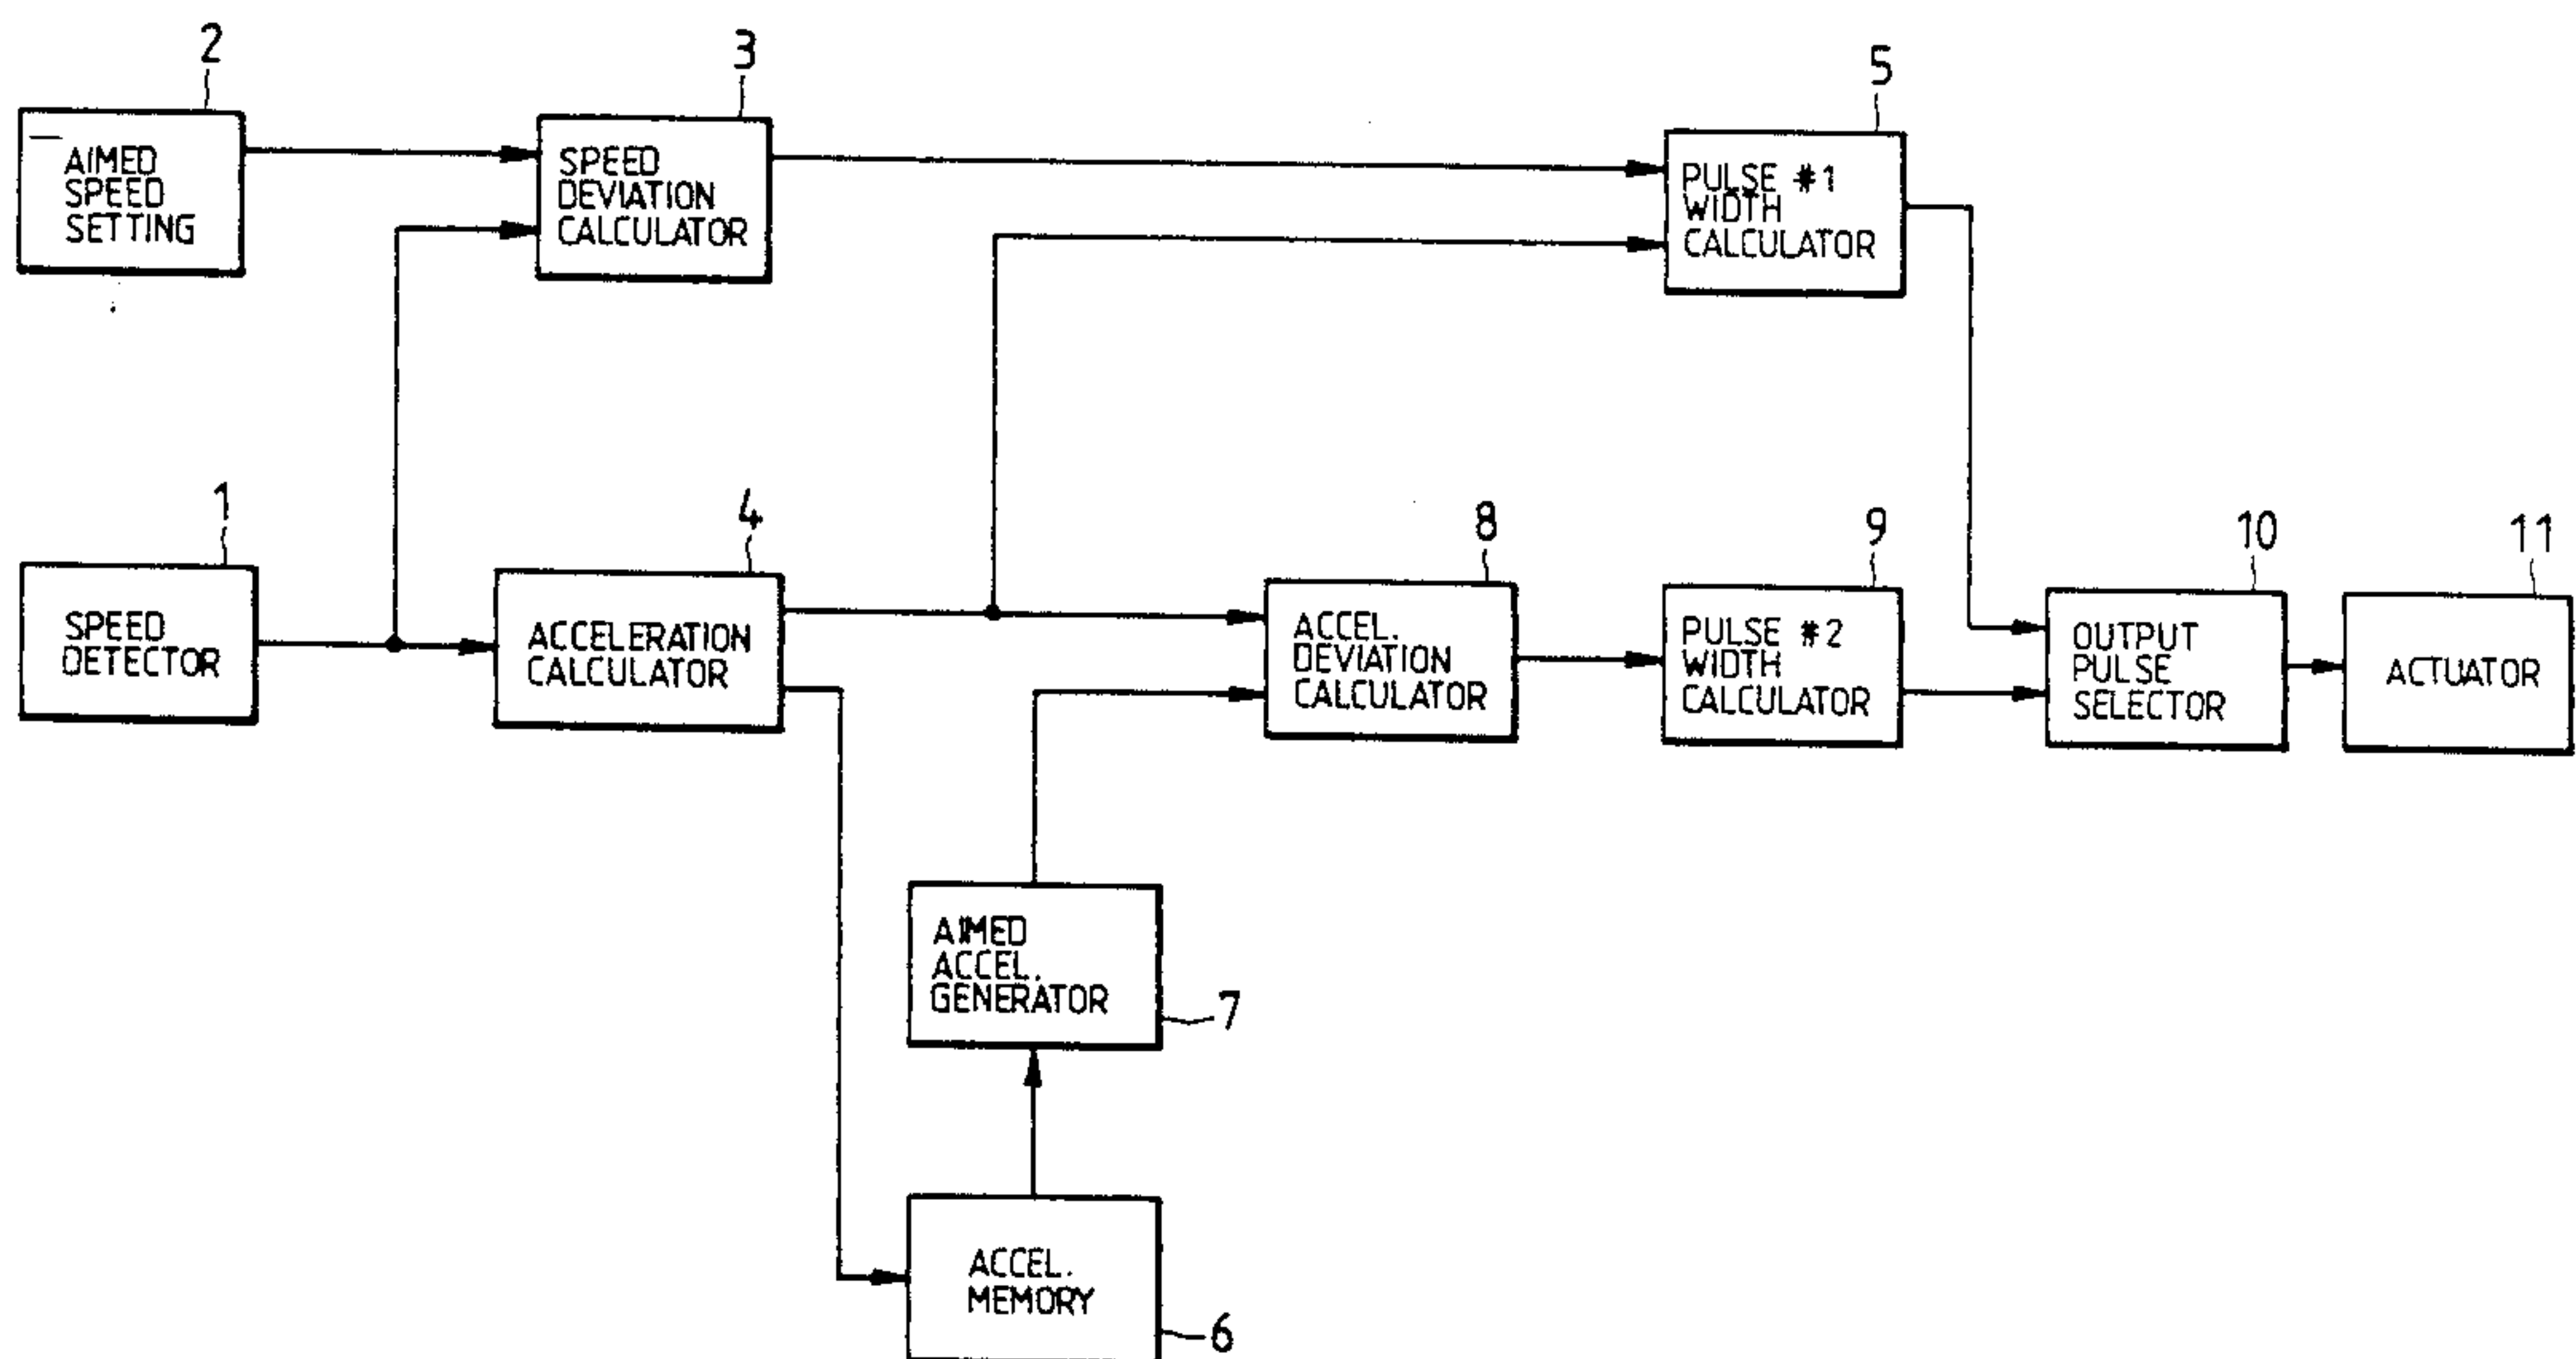 2
AIMED
SPEED
SETTING
3
SPEED
DEVIATION
CALCULATOR
5
PULSE #1
WIDTH
CALCULATOR
1
SPEED
DETECTOR
4
ACCELERATION
CALCULATOR
8
ACCEL.
DEVIATION
CALCULATOR
9
PULSE #2
WIDTH
CALCULATOR
10
OUTPUT
PULSE
SELECTOR
11
ACTUATOR
AIMED
ACCEL.
GENERATOR
7
ACCEL.
MEMORY
6